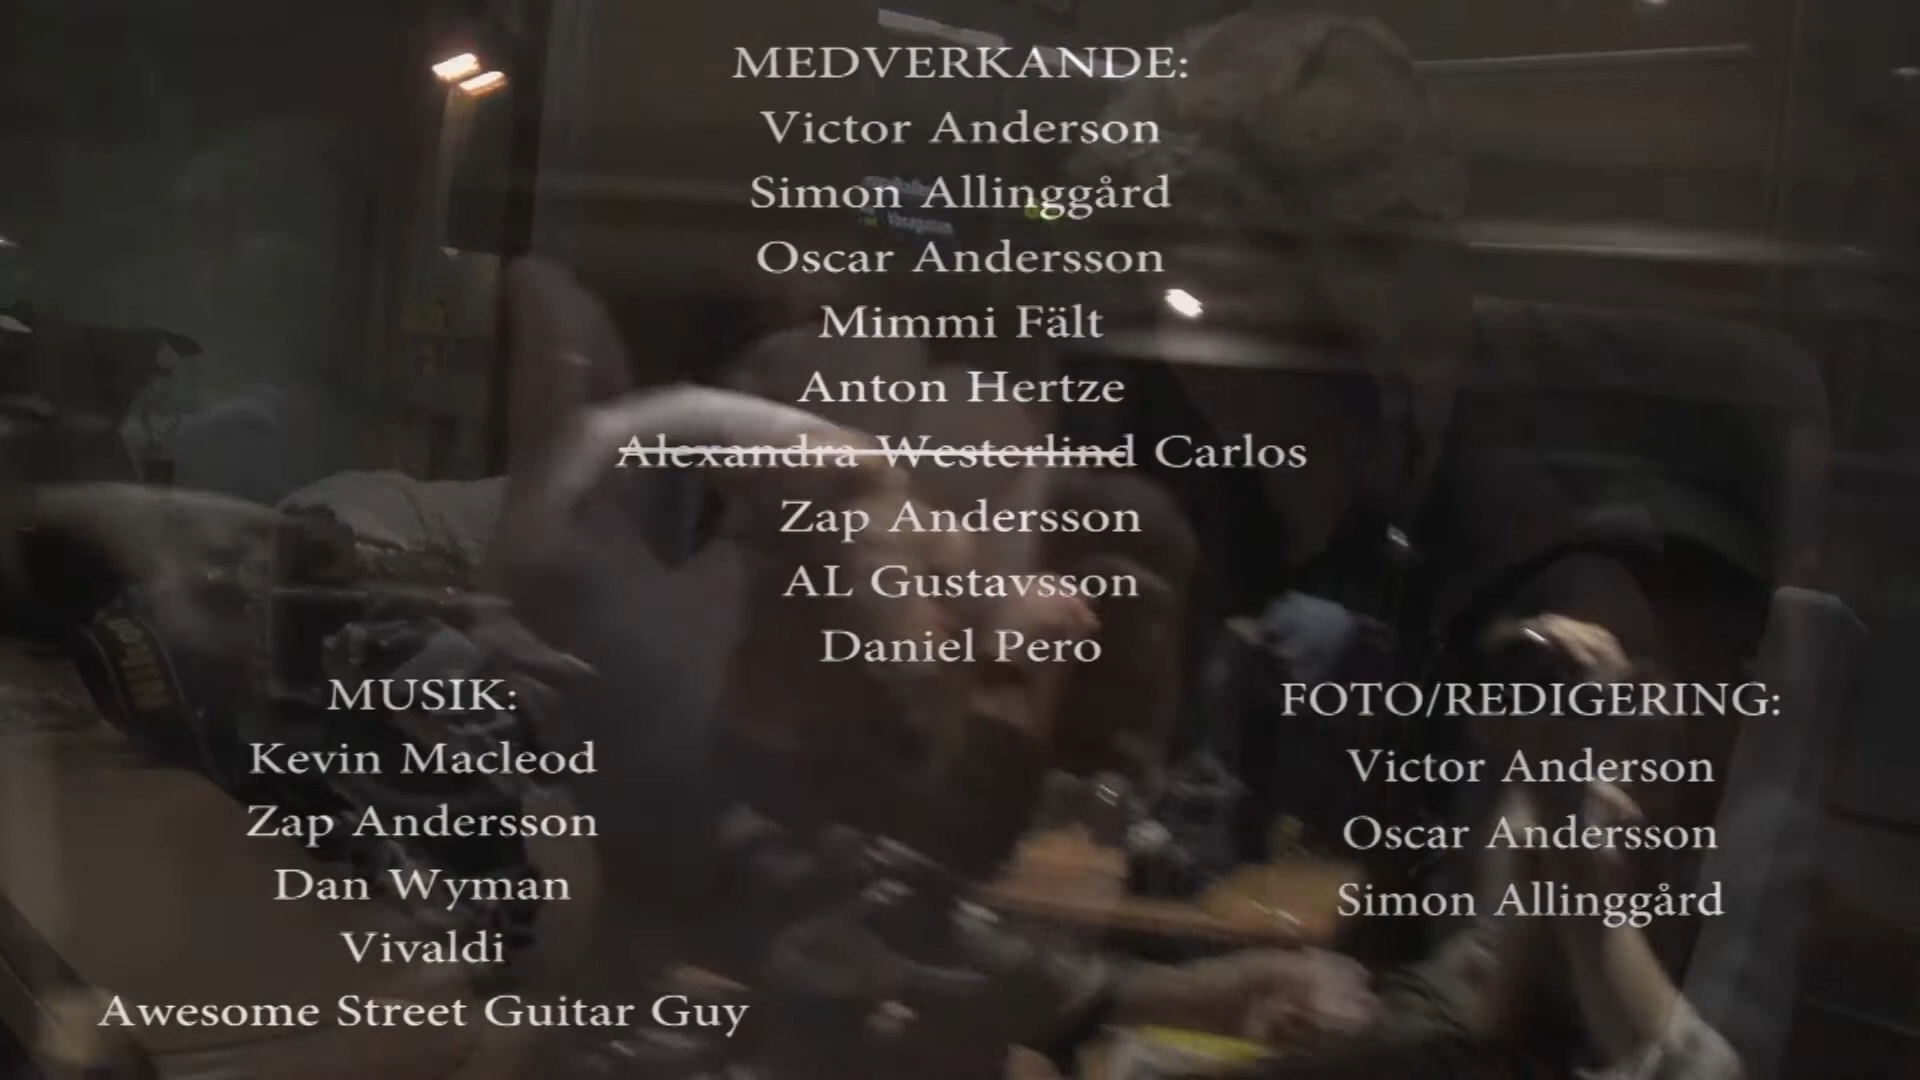 MEDVERKANDE:
Victor Anderson
Simon Allinggård
Oscar Andersson
Mimmi Fält
Anton Hertze
Alexandra Westerlind Carlos
Zap Andersson
AL Gustavsson
Daniel Pero
MUSIK:
Kevin Macleod
Zap Andersson
Dan Wyman
Vivaldi
Awesome Street Guitar Guy
FOTO/REDIGERING:
Victor Anderson
Oscar Andersson
Simon Allinggård
Vasagatan
Nikon